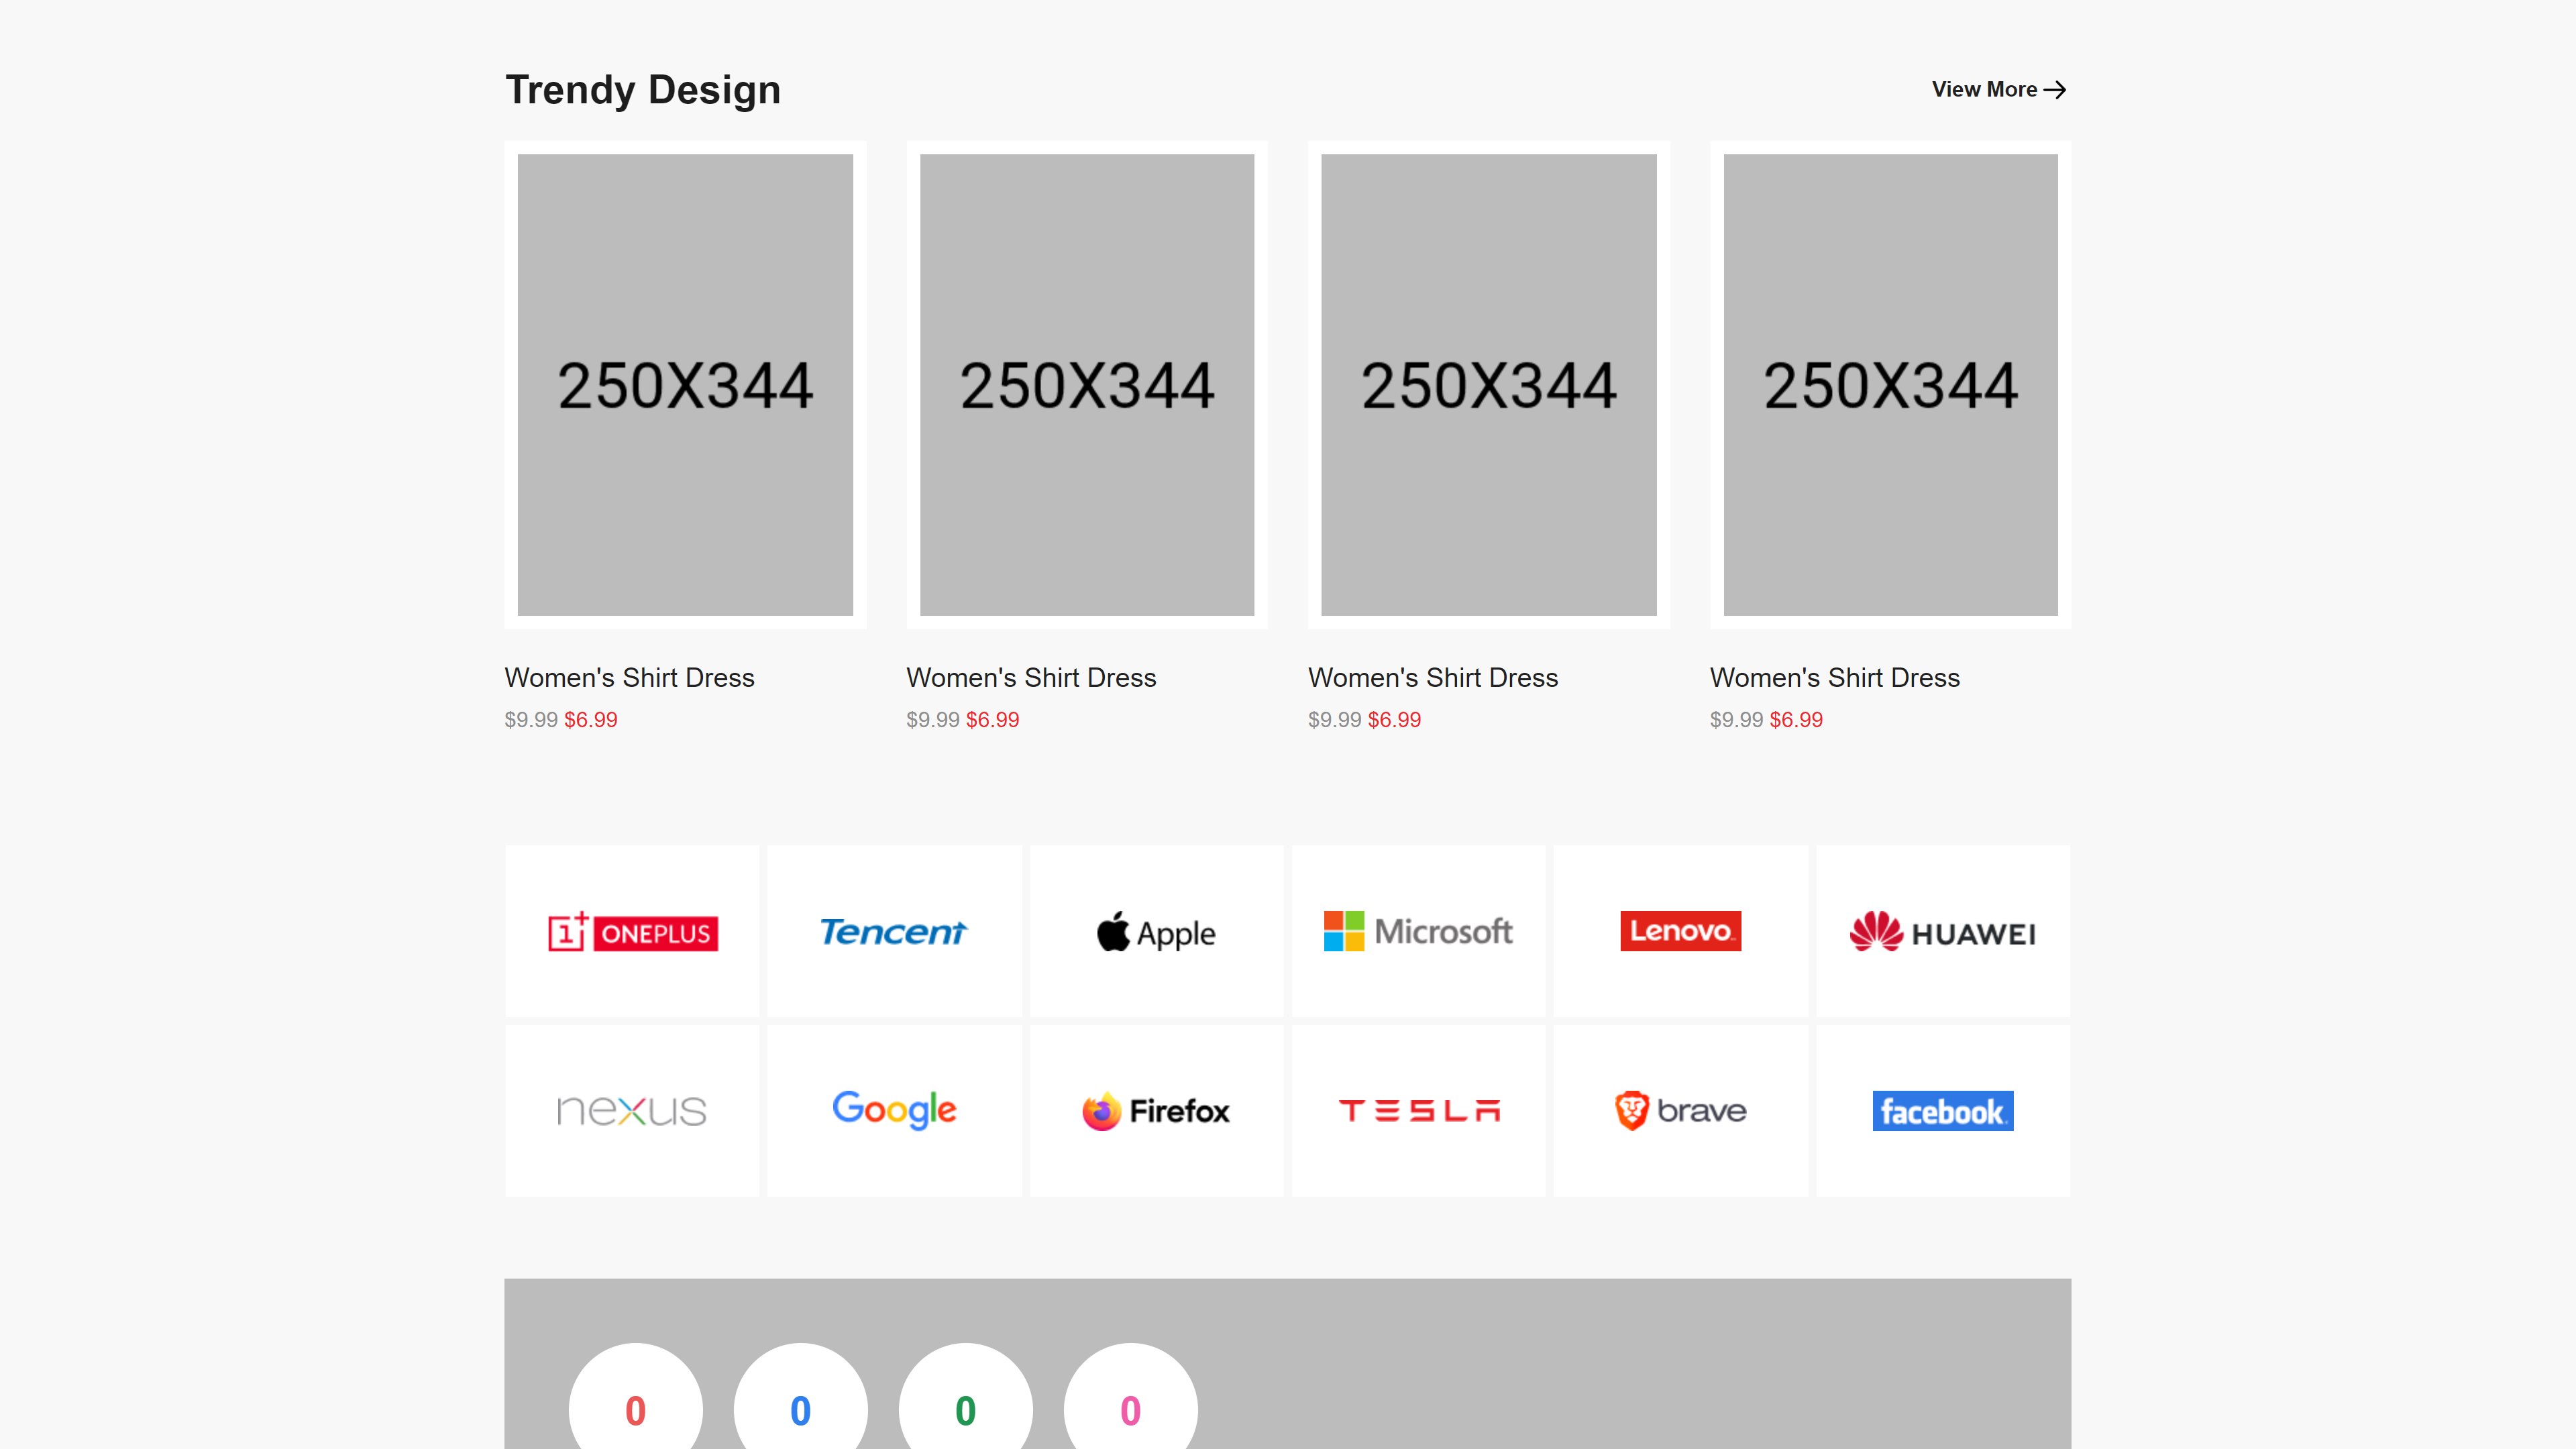 Trendy Design
View More
250X344
250X344
250X344
250X344
Women's Shirt Dress
Women's Shirt Dress
Women's Shirt Dress
Women's Shirt Dress
$9.99 $6.99
$9.99 $6.99
$9.99 $6.99
$9.99 $6.99
1+ ONEPLUS
Tencent
Apple
Microsoft
Lenovo
HUAWEI
nexus
Google
Firefox
TESLA
brave
facebook
0
0
0
0